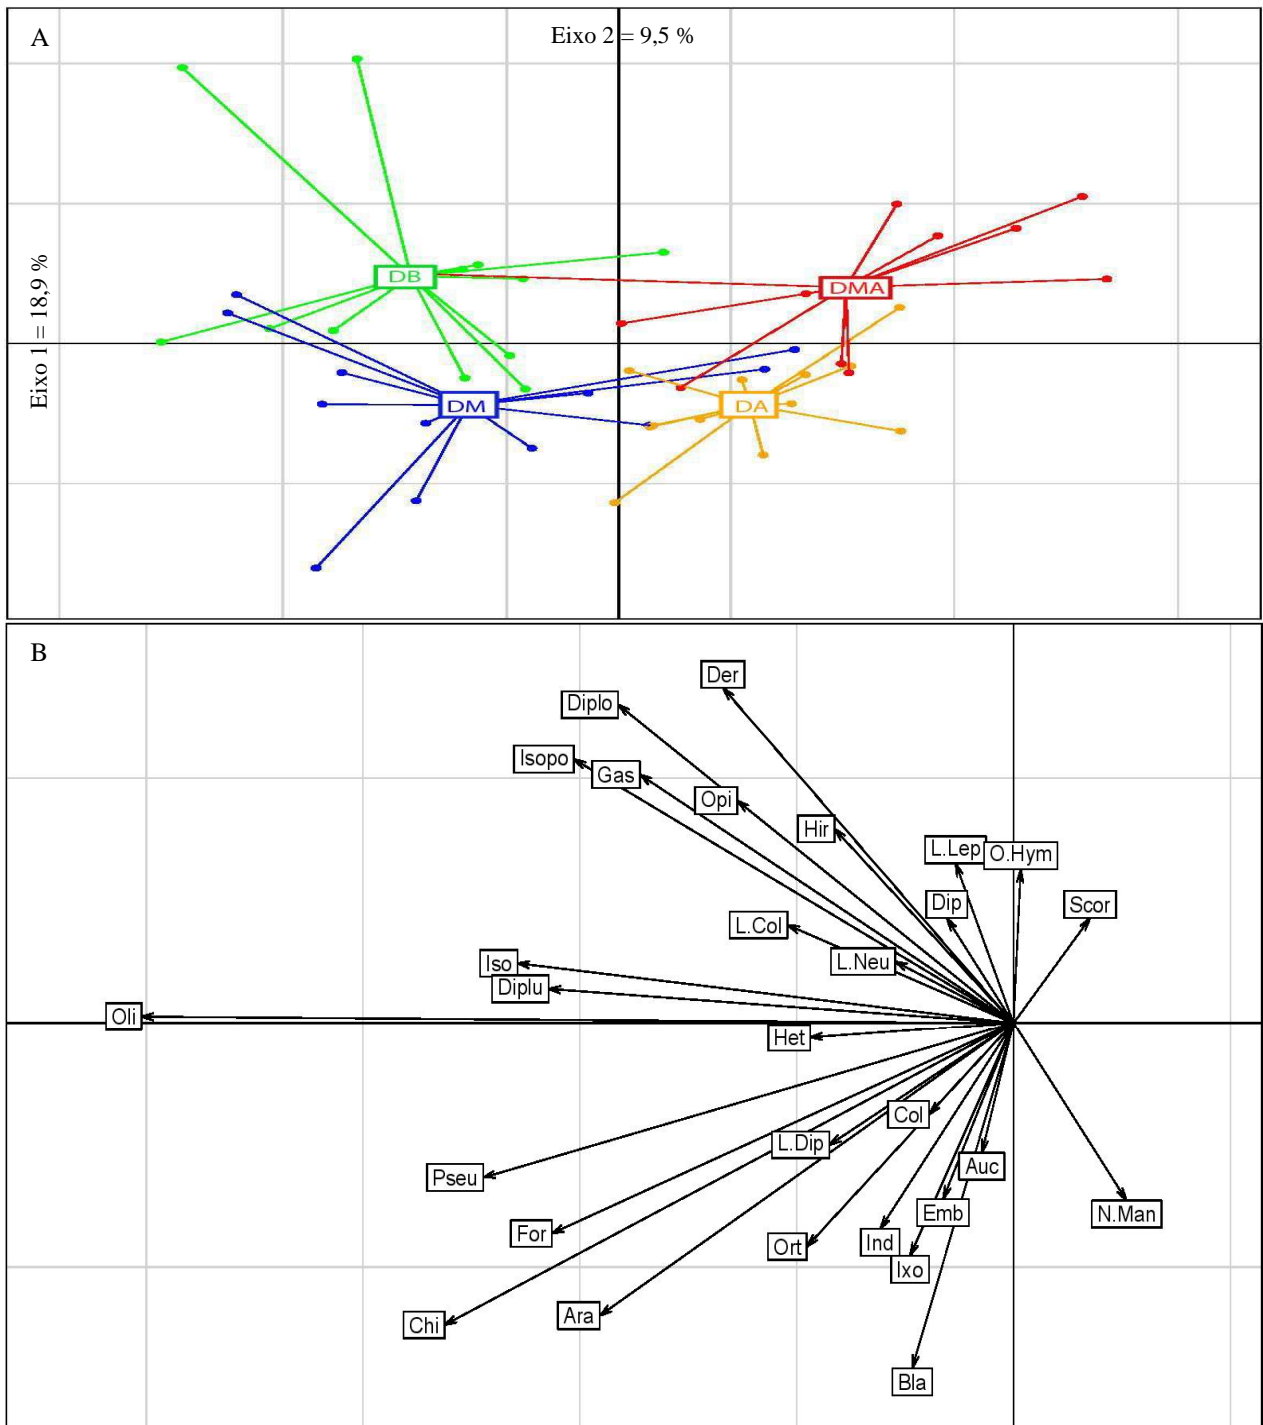 A
Eixo 2 = 9,5 %
Eixo 1 = 18,9 %
DB
DMA
DM
DA
B
Der
Diplo
Isopo
Gas
Opi
Hir
L.Lep
O.Hym
Dip
Scor
L.Col
L.Neu
Iso
Diplu
Oli
Het
Col
L.Dip
Auc
Pseu
Emb
N.Man
For
Ort
Ind
Ixo
Ara
Chi
Bla